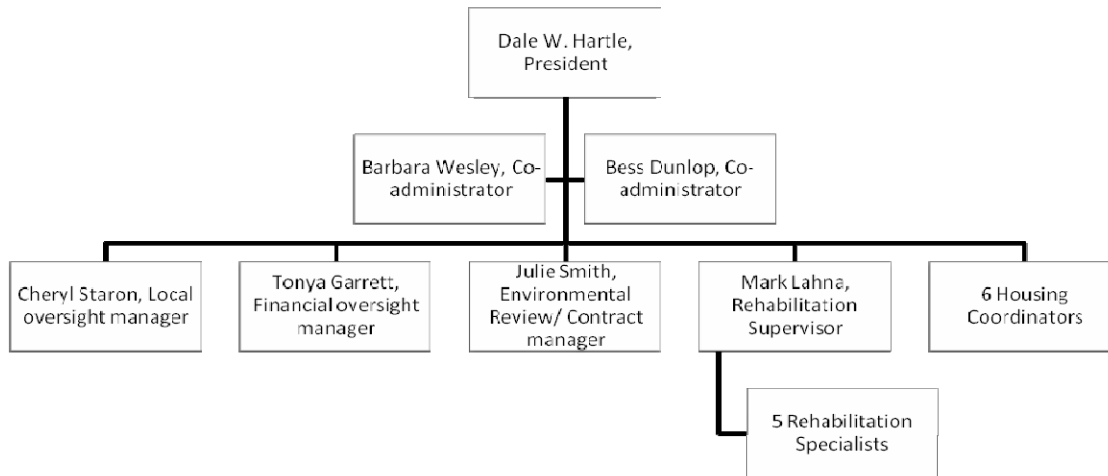 Dale W. Hartle,
President
Barbara Wesley, Co-
administrator
Bess Dunlop, Co-
administrator
Cheryl Staron, Local
oversight manager
Tonya Garrett,
Financial oversight
manager
Julie Smith,
Environmental
Review/ Contract
manager
Mark Lahna,
Rehabilitation
Supervisor
6 Housing
Coordinators
5 Rehabilitation
Specialists